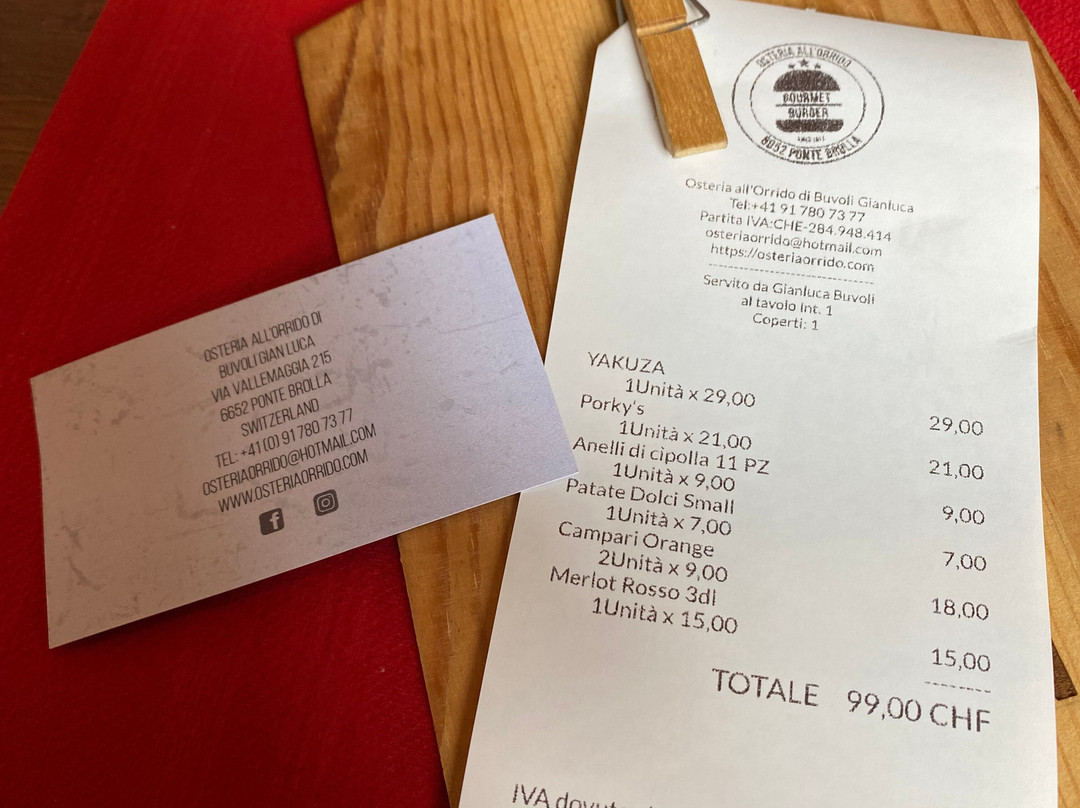 OSTERIA ALL'ORRIDO DI
BUVOLI GIAN LUCA
VIA VALLEMAGGIA 215
6652 PONTE BROLLA
SWITZERLAND
TEL: +41 (0) 91 780 73 77
OSTERIAORRIDO@HOTMAIL.COM
WWW.OSTERIAORRIDO.COM
OSTERIA ALL'ORRIDO
GOURMET
BURGER
6652 PONTE BROLLA
Osteria all'Orrido di Buvoli Gianluca
Tel:+41 91 780 73 77
Partita IVA:CHE-284.948.414
osteriaorrido@hotmail.com
https://osteriaorrido.com
Servito da Gianluca Buvoli
al tavolo Int. 1
Coperti: 1
YAKUZA
1Unità x 29,00 29,00
Porky's
1Unità x 21,00 21,00
Anelli di cipolla 11 PZ
1Unità x 9,00 9,00
Patate Dolci Small
1Unità x 7,00 7,00
Campari Orange
2Unità x 9,00 18,00
Merlot Rosso 3dl
1Unità x 15,00 15,00
TOTALE 99,00 CHF
IVA